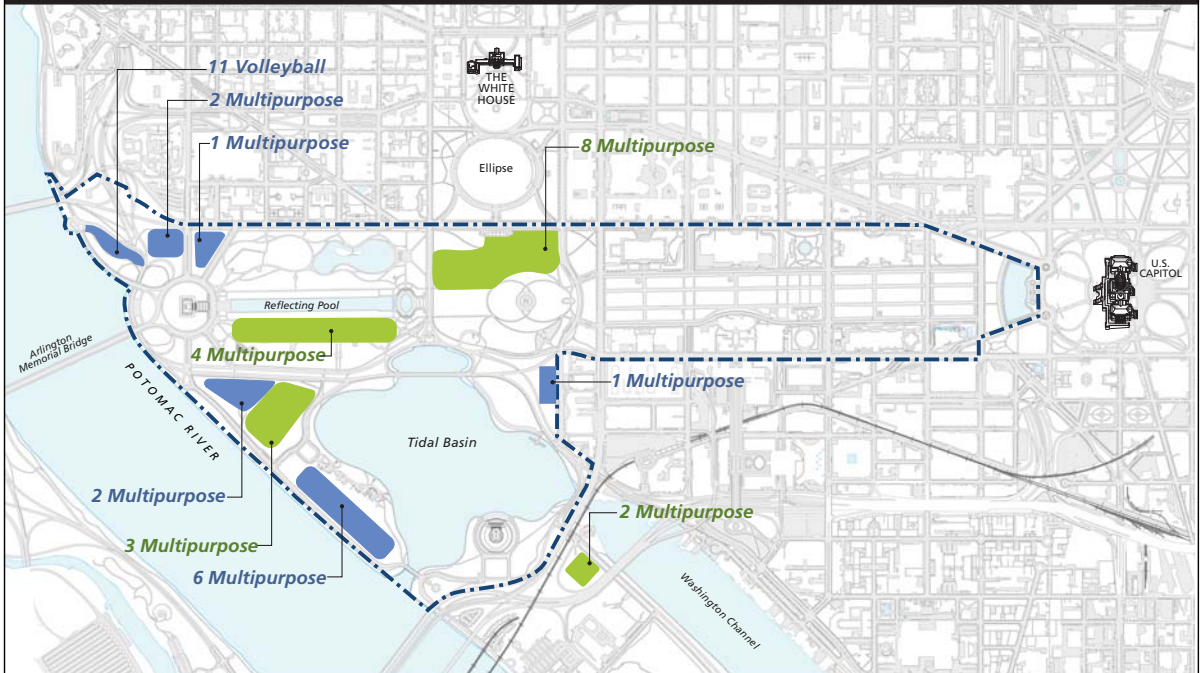 11 Volleyball
2 Multipurpose
1 Multipurpose
THE
WHITE
HOUSE
8 Multipurpose
Ellipse
U.S.
CAPITOL
Reflecting Pool
Arlington
Memorial Bridge
4 Multipurpose
1 Multipurpose
POTOMAC RIVER
Tidal Basin
2 Multipurpose
3 Multipurpose
6 Multipurpose
2 Multipurpose
Washington Channel